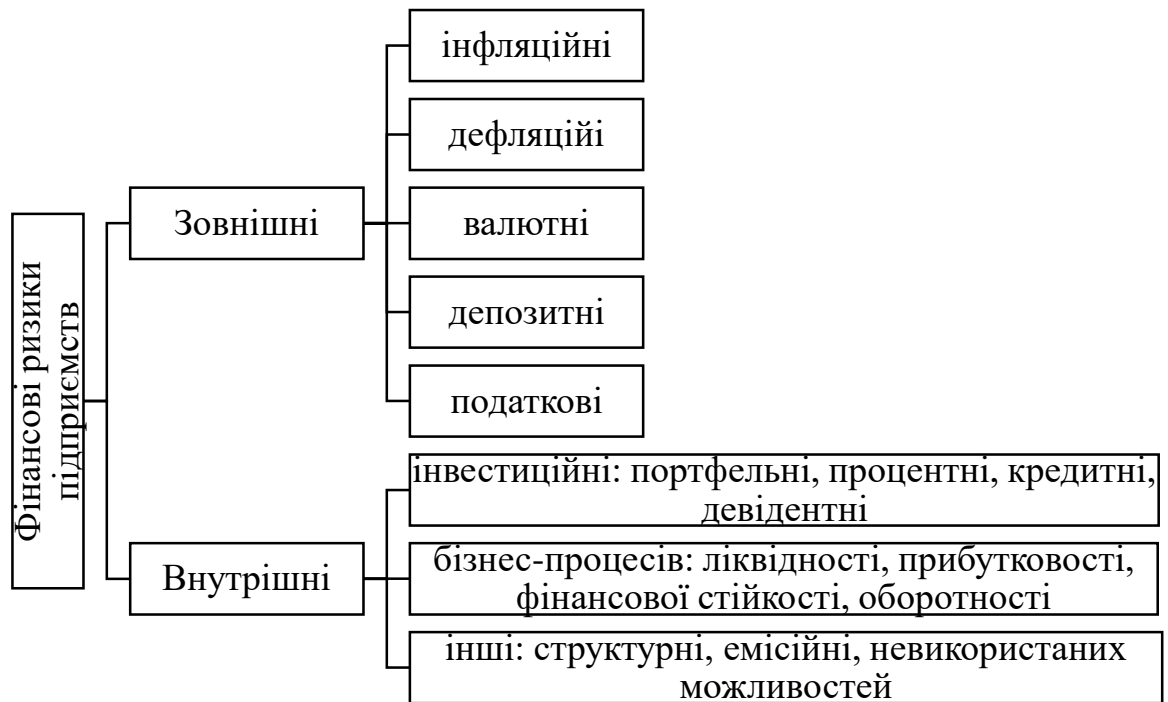 Фінансові ризики
підприємств
Зовнішні
інфляційні
дефляційі
валютні
депозитні
податкові
Внутрішні
інвестиційні: портфельні, процентні, кредитні,
девідентні
бізнес-процесів: ліквідності, прибутковості,
фінансової стійкості, оборотності
інші: структурні, емісійні, невикористаних
можливостей